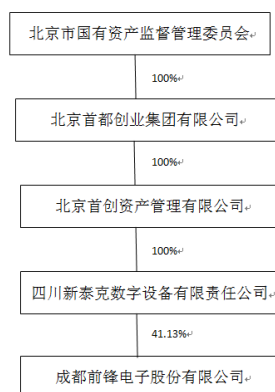 北京市国有资产监督管理委员会
100%
北京首都创业集团有限公司
100%
北京首创资产管理有限公司
100%
四川新泰克数字设备有限责任公司
41.13%
成都前锋电子股份有限公司